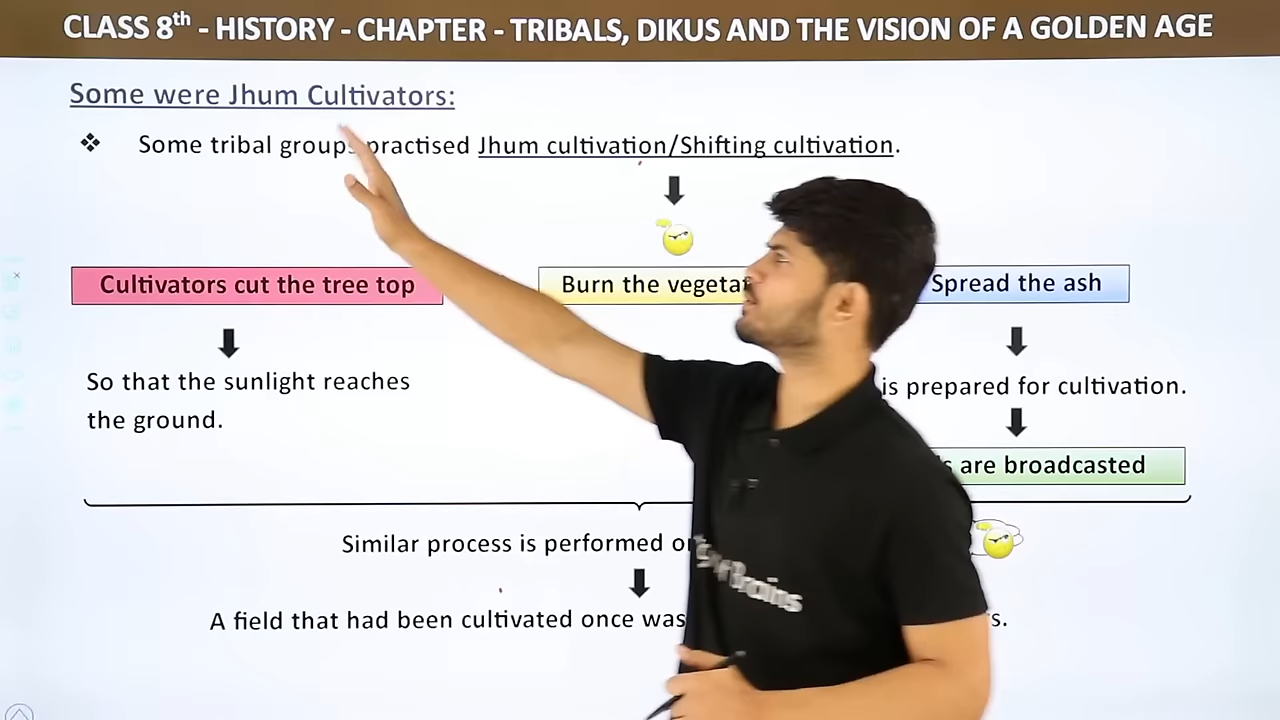 CLASS 8th - HISTORY - CHAPTER - TRIBALS, DIKUS AND THE VISION OF A GOLDEN AGE
Some were Jhum Cultivators:
❖ Some tribal groups practised Jhum cultivation/Shifting cultivation.
Cultivators cut the tree top
Burn the
Spread the ash
So that the sunlight reaches
the ground.
is prepared for cultivation.
are broadcasted
Similar process is performed
A field that had been cultivated once was
Brains